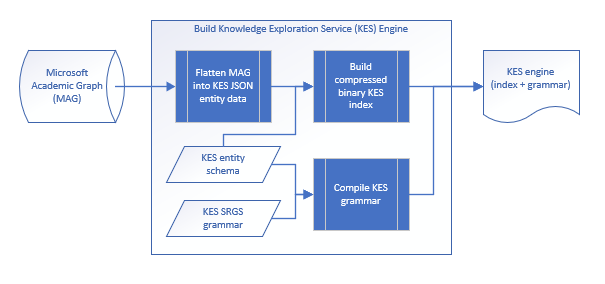 Build Knowledge Exploration Service (KES) Engine
Microsoft
Academic Graph
(MAG)
Flatten MAG
into KES JSON
entity data
Build
compressed
binary KES
index
KES engine
(index + grammar)
KES entity
schema
KES SRGS
grammar
Compile KES
grammar